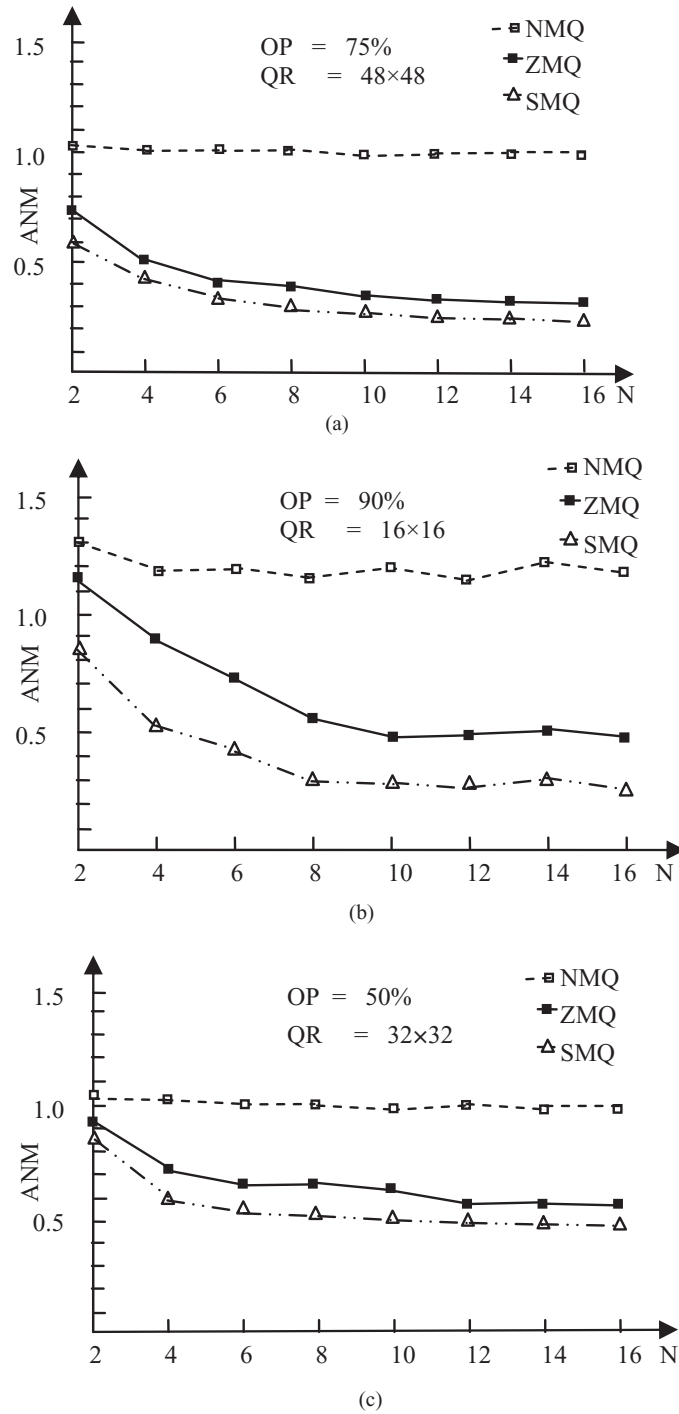 NMQ
1.5
OP = 75%
ZMQ
QR = 48×48
SMQ
1.0
ANM
0.5
2 4 6 8 10 12 14 16 N
(a)
NMQ
1.5
OP = 90%
ZMQ
QR = 16×16
SMQ
1.0
ANM
0.5
2 4 6 8 10 12 14 16 N
(b)
NMQ
1.5
OP = 50%
ZMQ
QR = 32×32
SMQ
1.0
ANM
0.5
2 4 6 8 10 12 14 16 N
(c)